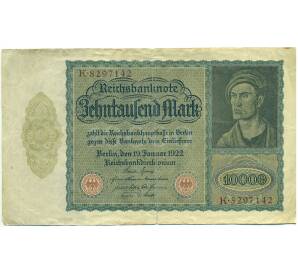 Reichsbanknote
K·8297142
Zehntausend Mark
zahlt die Reichsbankhauptkasse in Berlin
gegen diese Banknote dem Einlieferer
Berlin, den 19. Januar 1922
Reichsbankdirektorium
10000
K·8297142